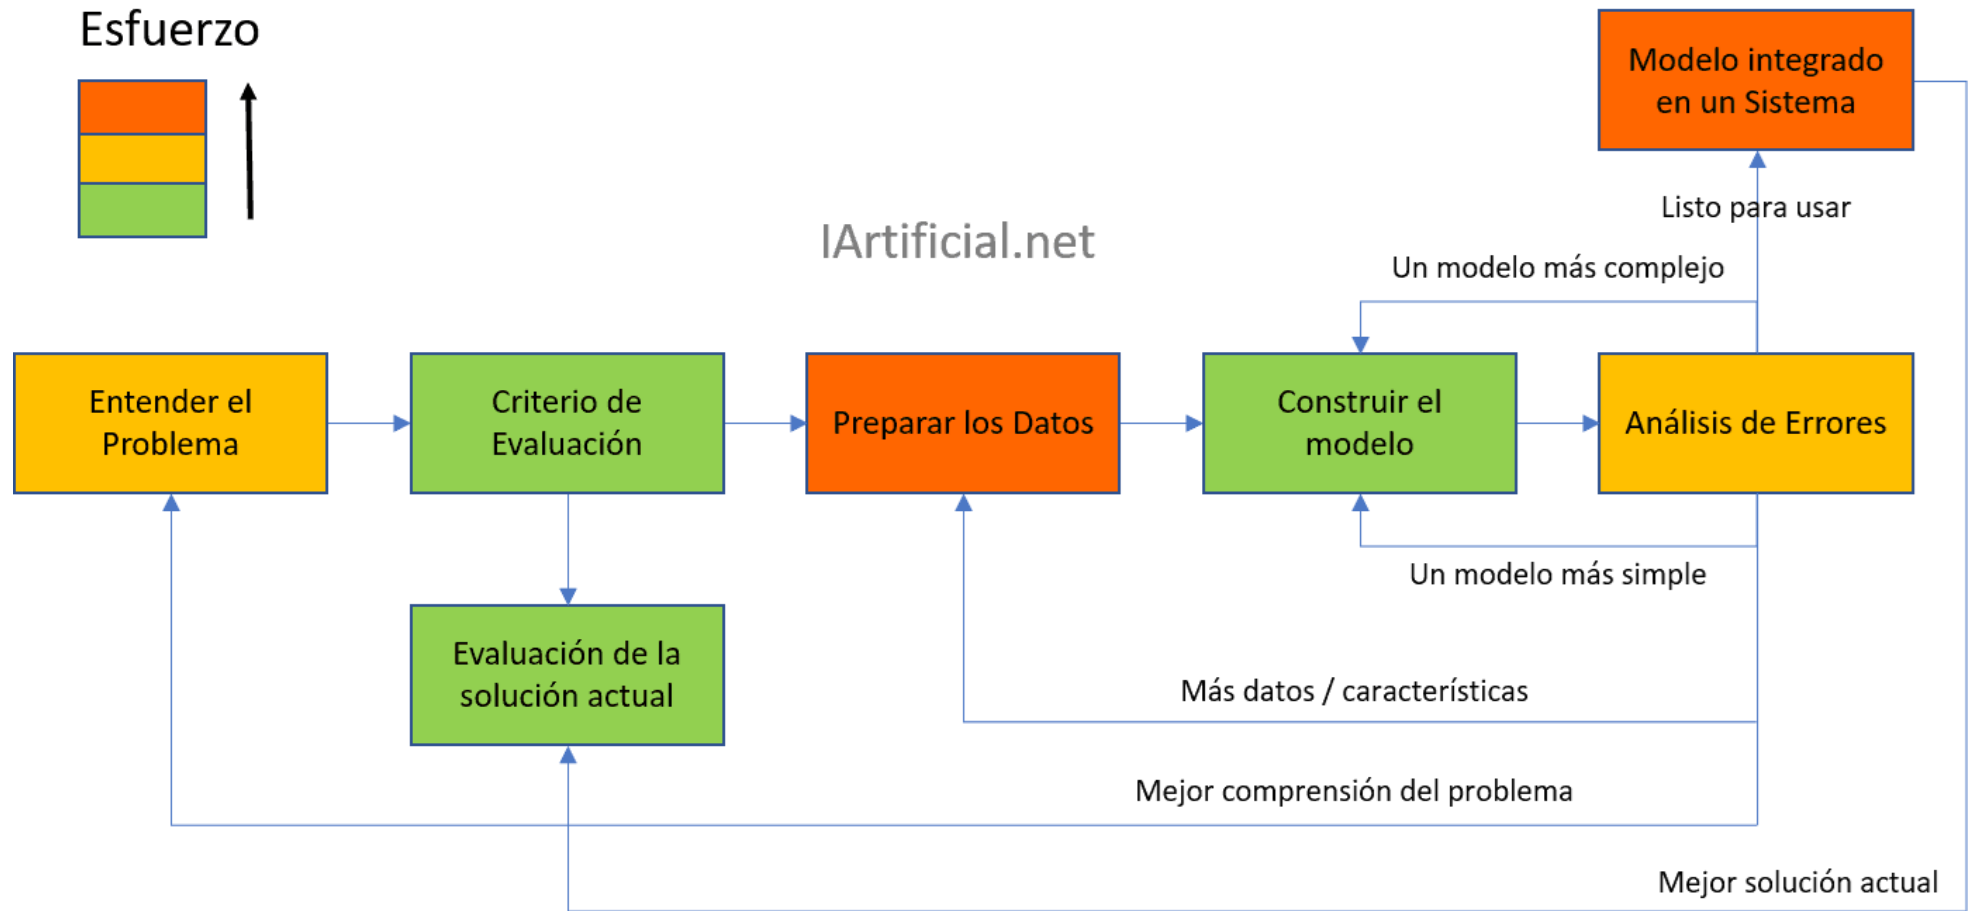 Esfuerzo
Modelo integrado
en un Sistema
Listo para usar
IArtificial.net
Un modelo más complejo
Entender el
Problema
Criterio de
Evaluación
Preparar los Datos
Construir el
modelo
Análisis de Errores
Un modelo más simple
Evaluación de la
solución actual
Más datos / características
Mejor comprensión del problema
Mejor solución actual